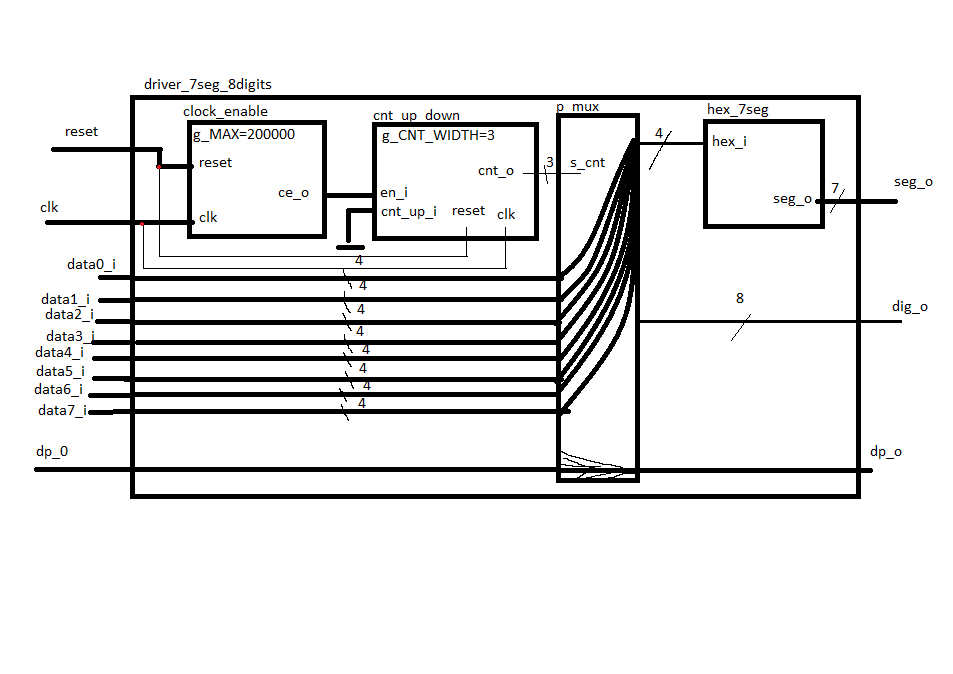 driver_7seg_8digits
reset
clk
clock_enable
g_MAX=200000
reset
ce_o
clk
cnt_up_down
g_CNT_WIDTH=3
cnt_o
en_i
cnt_up_i
reset
clk
3
p_mux
s_cnt
4
hex_7seg
hex_i
seg_o
7
seg_o
data0_i
4
data1_i
4
data2_i
4
data3_i
4
data4_i
4
data5_i
4
data6_i
4
data7_i
4
8
dig_o
dp_0
dp_o